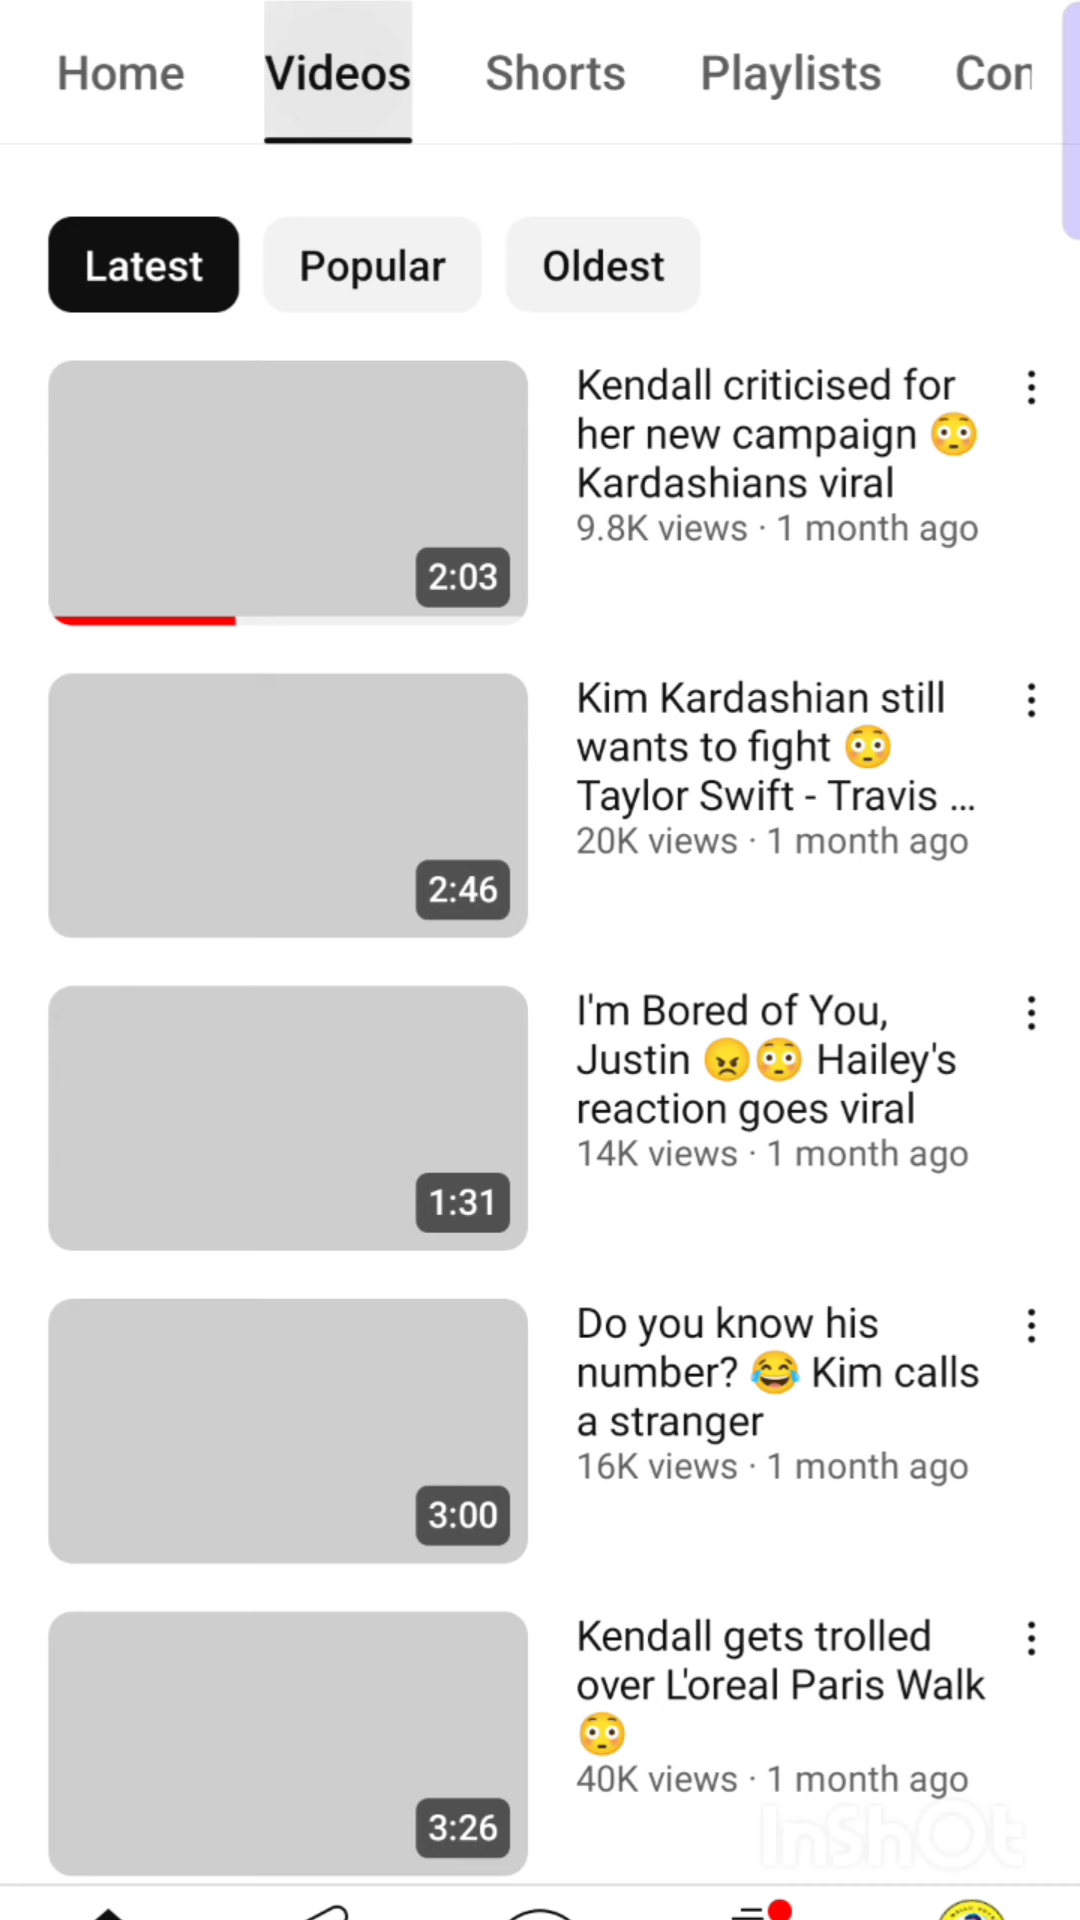 Home Videos Shorts Playlists Con
Latest Popular Oldest
2:03
Kendall criticised for
her new campaign 😳
Kardashians viral
9.8K views · 1 month ago
2:46
Kim Kardashian still
wants to fight 😳
Taylor Swift - Travis ...
20K views · 1 month ago
1:31
I'm Bored of You,
Justin 😠😳 Hailey's
reaction goes viral
14K views · 1 month ago
3:00
Do you know his
number? 😂 Kim calls
a stranger
16K views · 1 month ago
3:26
Kendall gets trolled
over L'oreal Paris Walk
😳
40K views · 1 month ago
InShOt